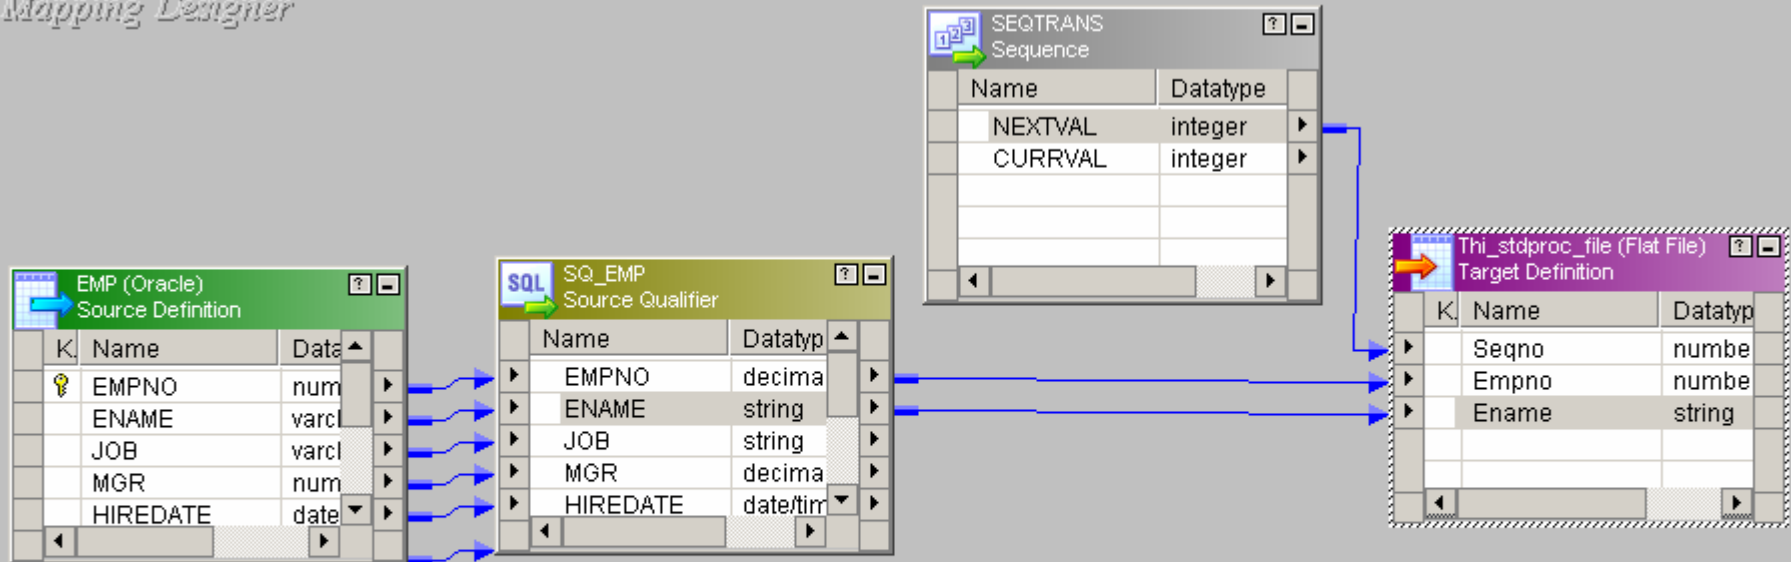 Mapping Designer
SEQTRANS
Sequence
Name Datatype
NEXTVAL integer
CURRVAL integer
EMP (Oracle)
Source Definition
K. Name Data
EMPNO num
ENAME varcl
JOB varcl
MGR num
HIREDATE date
SQL SQ_EMP
Source Qualifier
Name Datatyp
EMPNO decima
ENAME string
JOB string
MGR decima
HIREDATE date/tim
Thi_stdproc_file (Flat File)
Target Definition
K. Name Datatyp
Seqno numbe
Empno numbe
Ename string